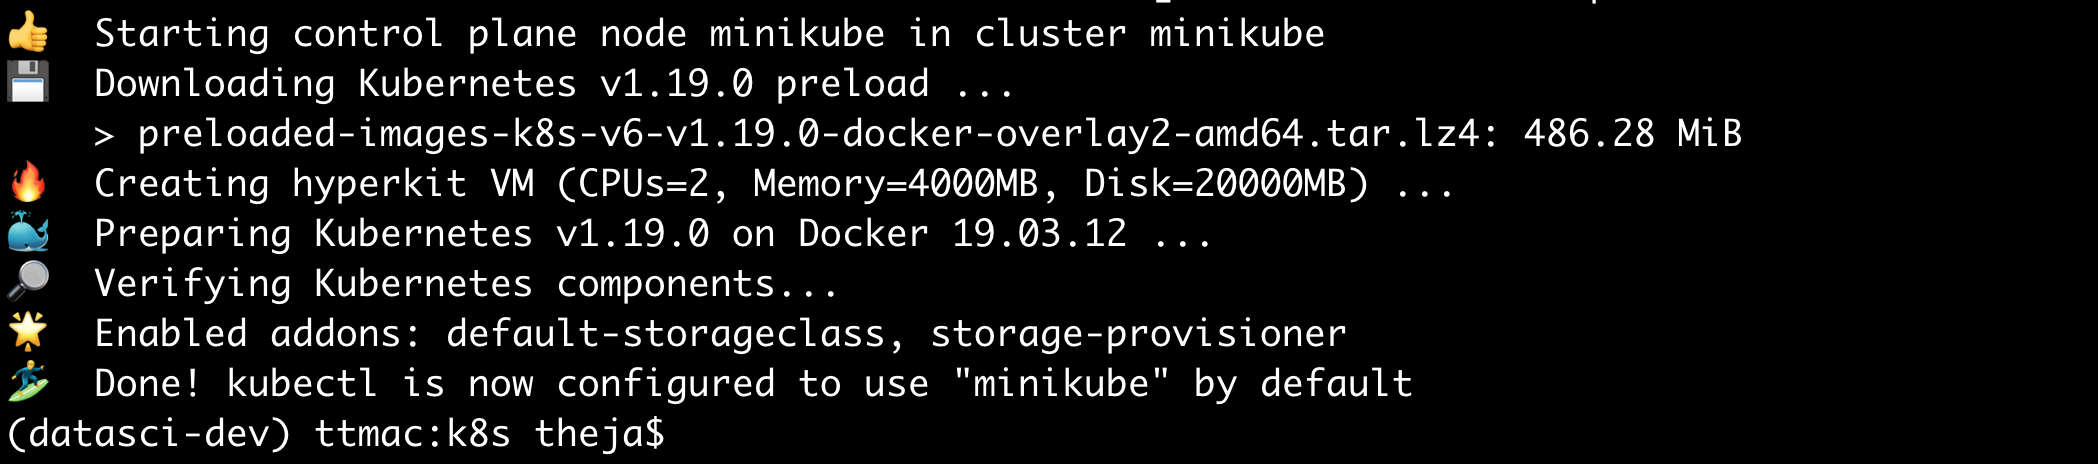 👍 Starting control plane node minikube in cluster minikube
💾 Downloading Kubernetes v1.19.0 preload ...
> preloaded-images-k8s-v6-v1.19.0-docker-overlay2-amd64.tar.lz4: 486.28 MiB
🔥 Creating hyperkit VM (CPUs=2, Memory=4000MB, Disk=20000MB) ...
🐳 Preparing Kubernetes v1.19.0 on Docker 19.03.12 ...
🔎 Verifying Kubernetes components...
🌟 Enabled addons: default-storageclass, storage-provisioner
🏄 Done! kubectl is now configured to use "minikube" by default
(datasci-dev) ttmac:k8s theja$